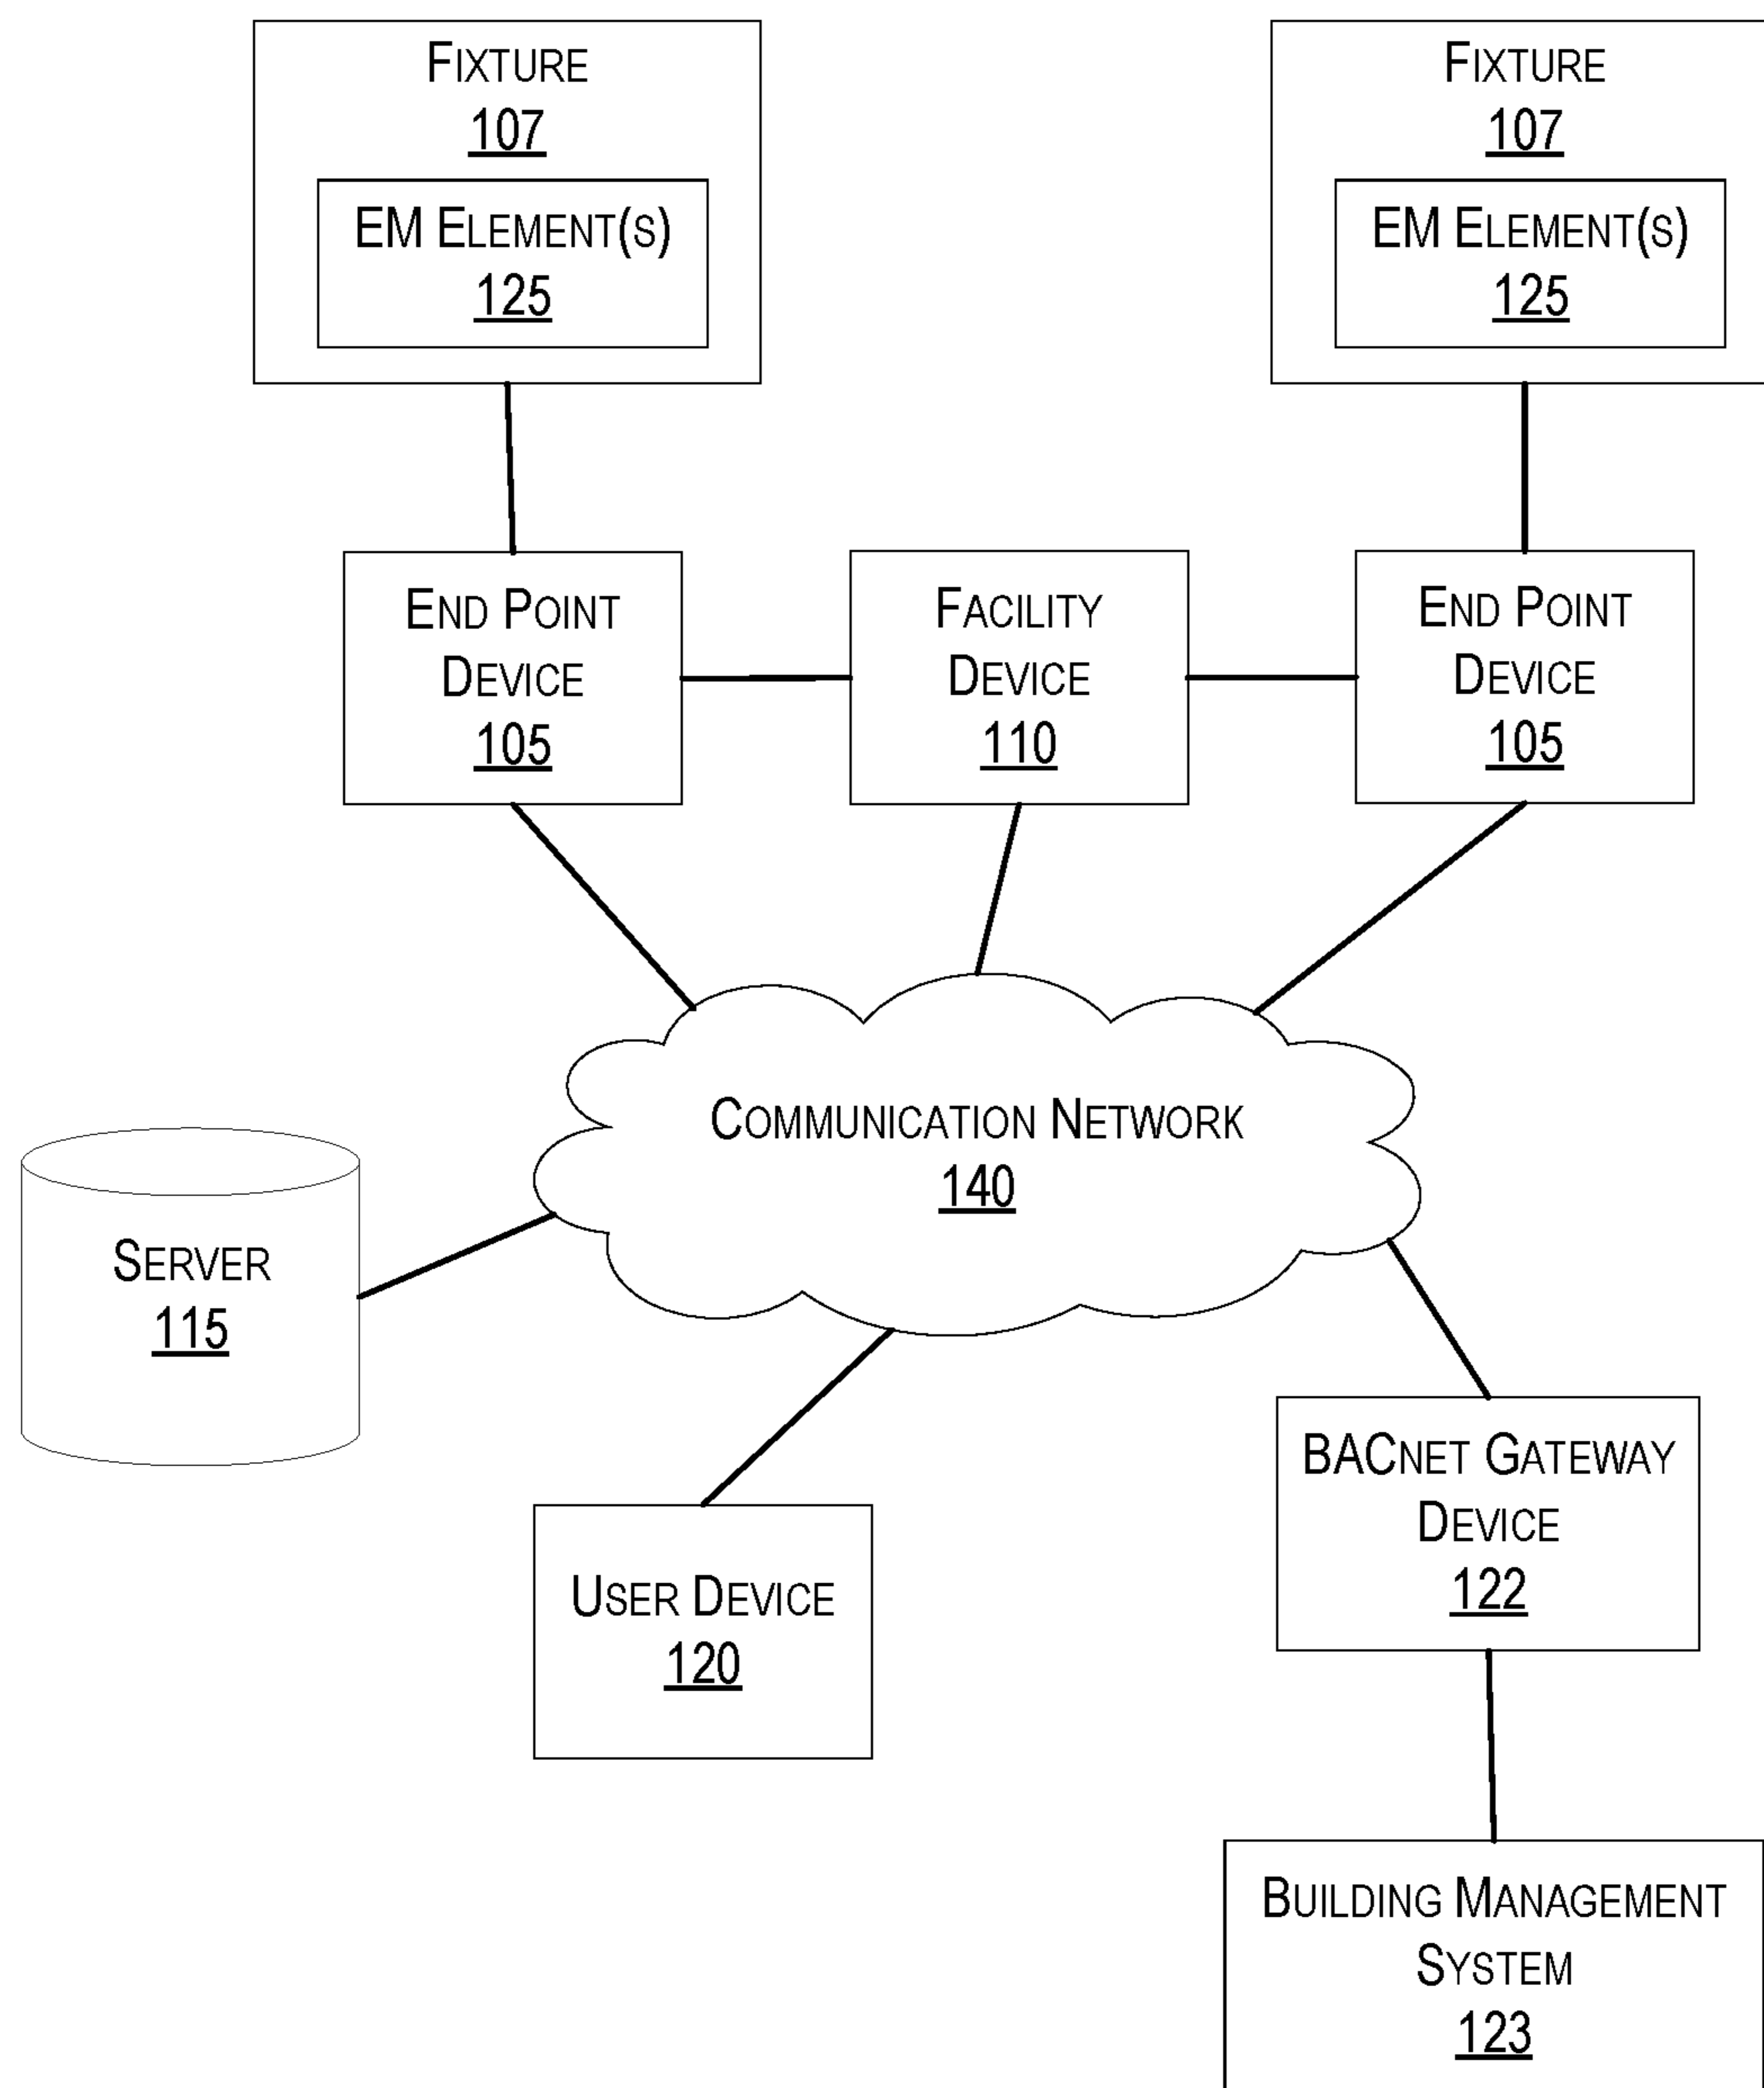 FIXTURE
107
EM ELEMENT(S)
125
FIXTURE
107
EM ELEMENT(S)
125
END POINT
DEVICE
105
FACILITY
DEVICE
110
END POINT
DEVICE
105
COMMUNICATION NETWORK
140
SERVER
115
USER DEVICE
120
BACNET GATEWAY
DEVICE
122
BUILDING MANAGEMENT
SYSTEM
123